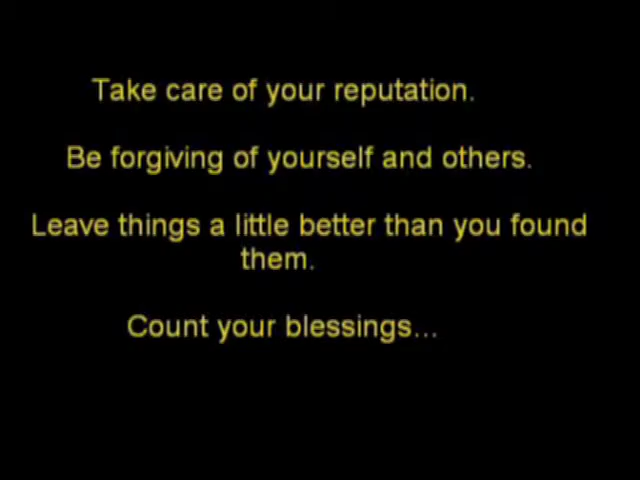 Take care of your reputation.
Be forgiving of yourself and others.
Leave things a little better than you found
them.
Count your blessings...